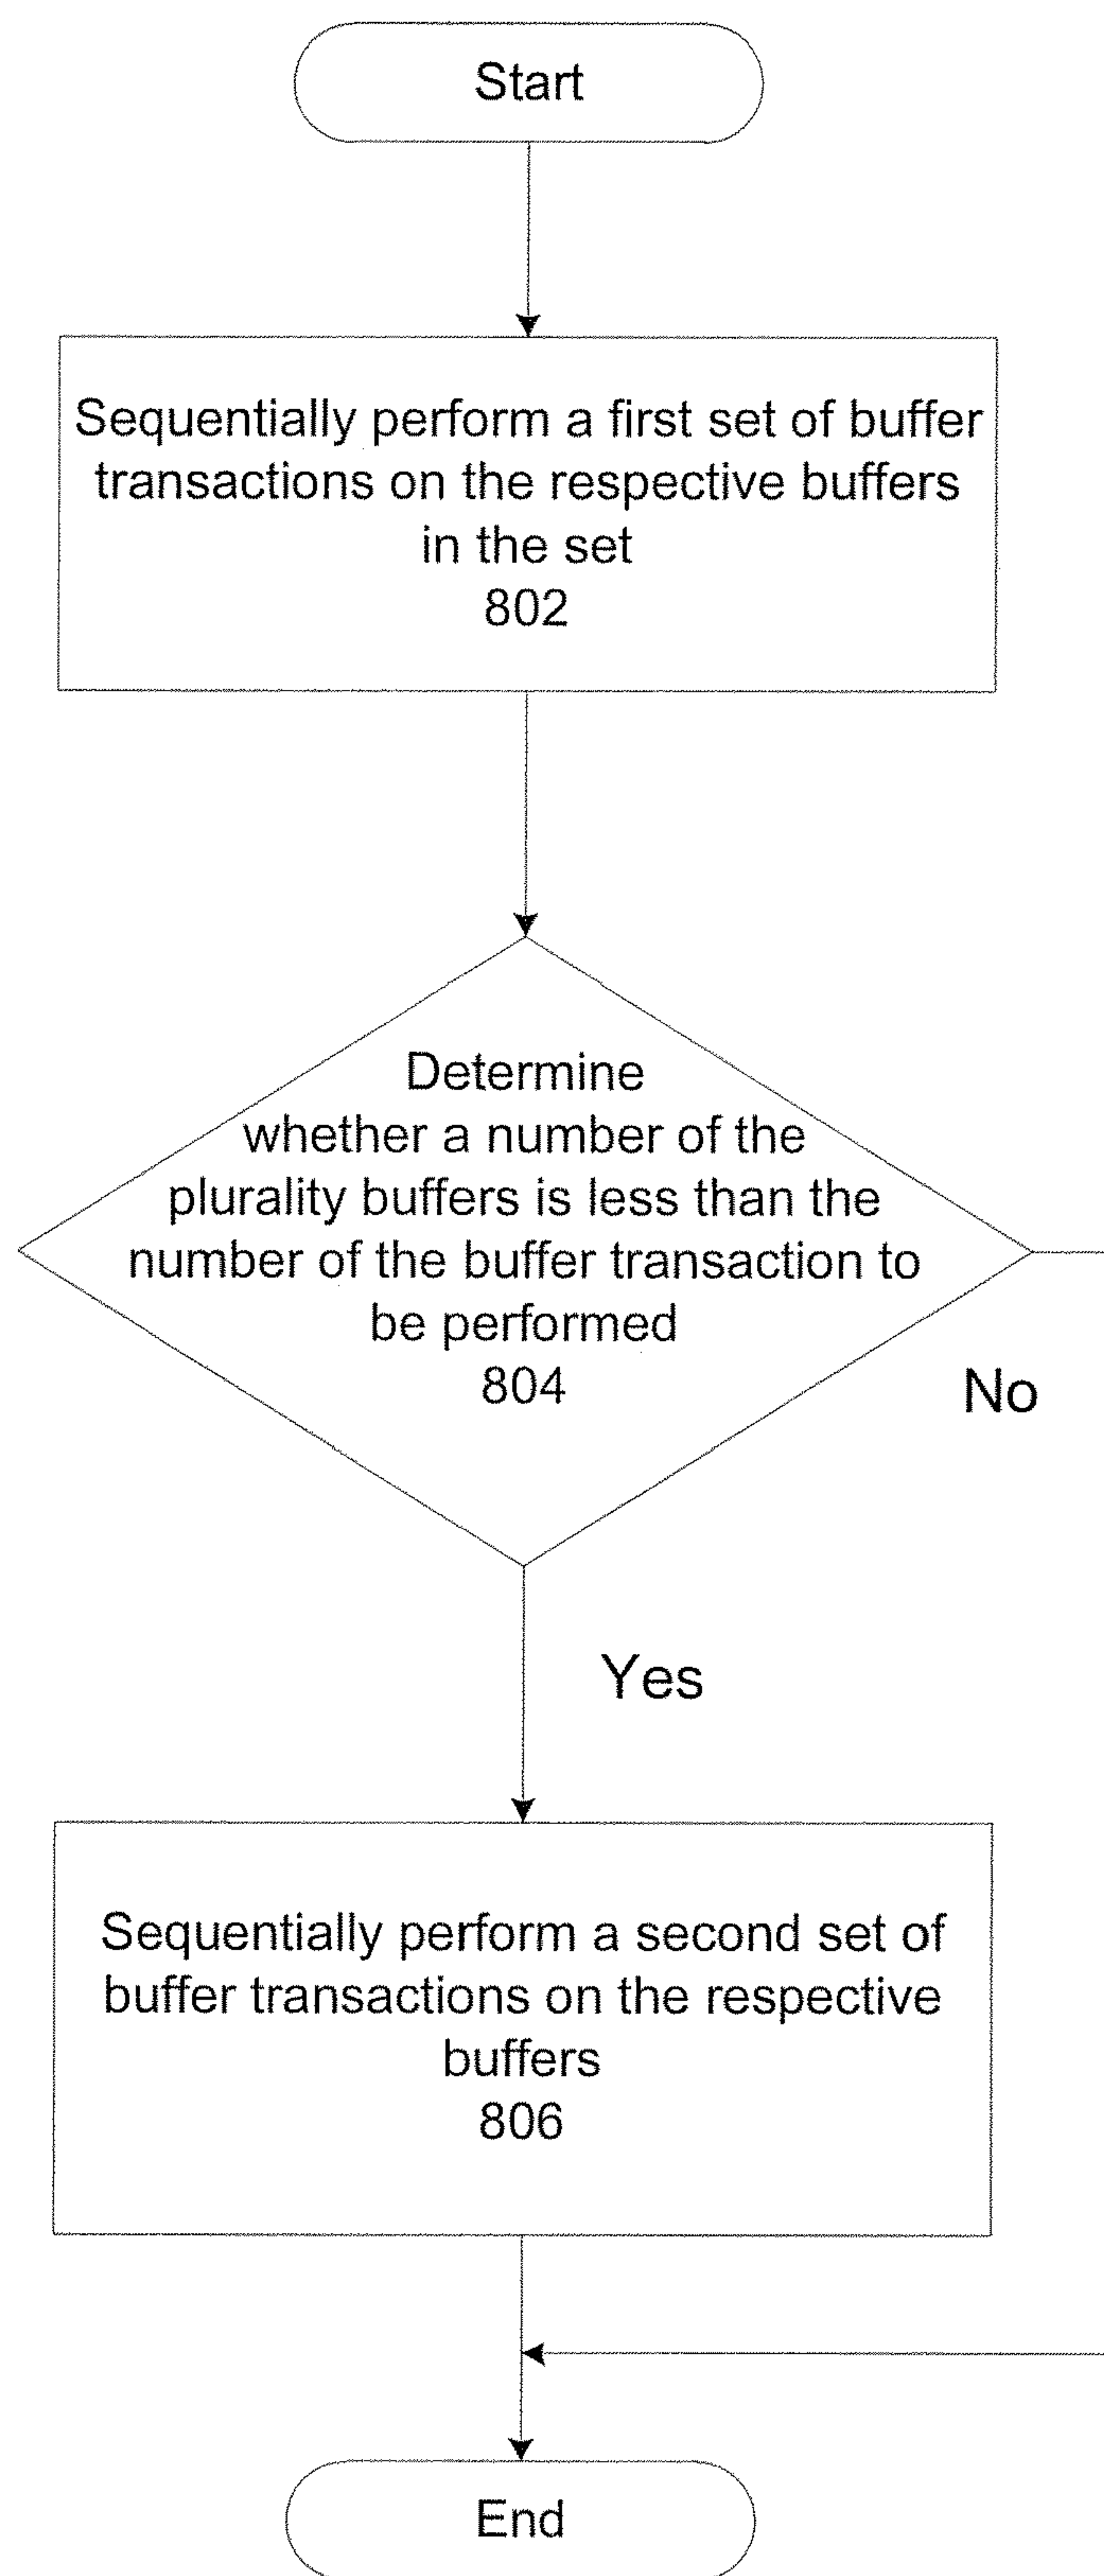 Start
Sequentially perform a first set of buffer
transactions on the respective buffers
in the set
802
Determine
whether a number of the
plurality buffers is less than the
number of the buffer transaction to
be performed
804
No
Yes
Sequentially perform a second set of
buffer transactions on the respective
buffers
806
End